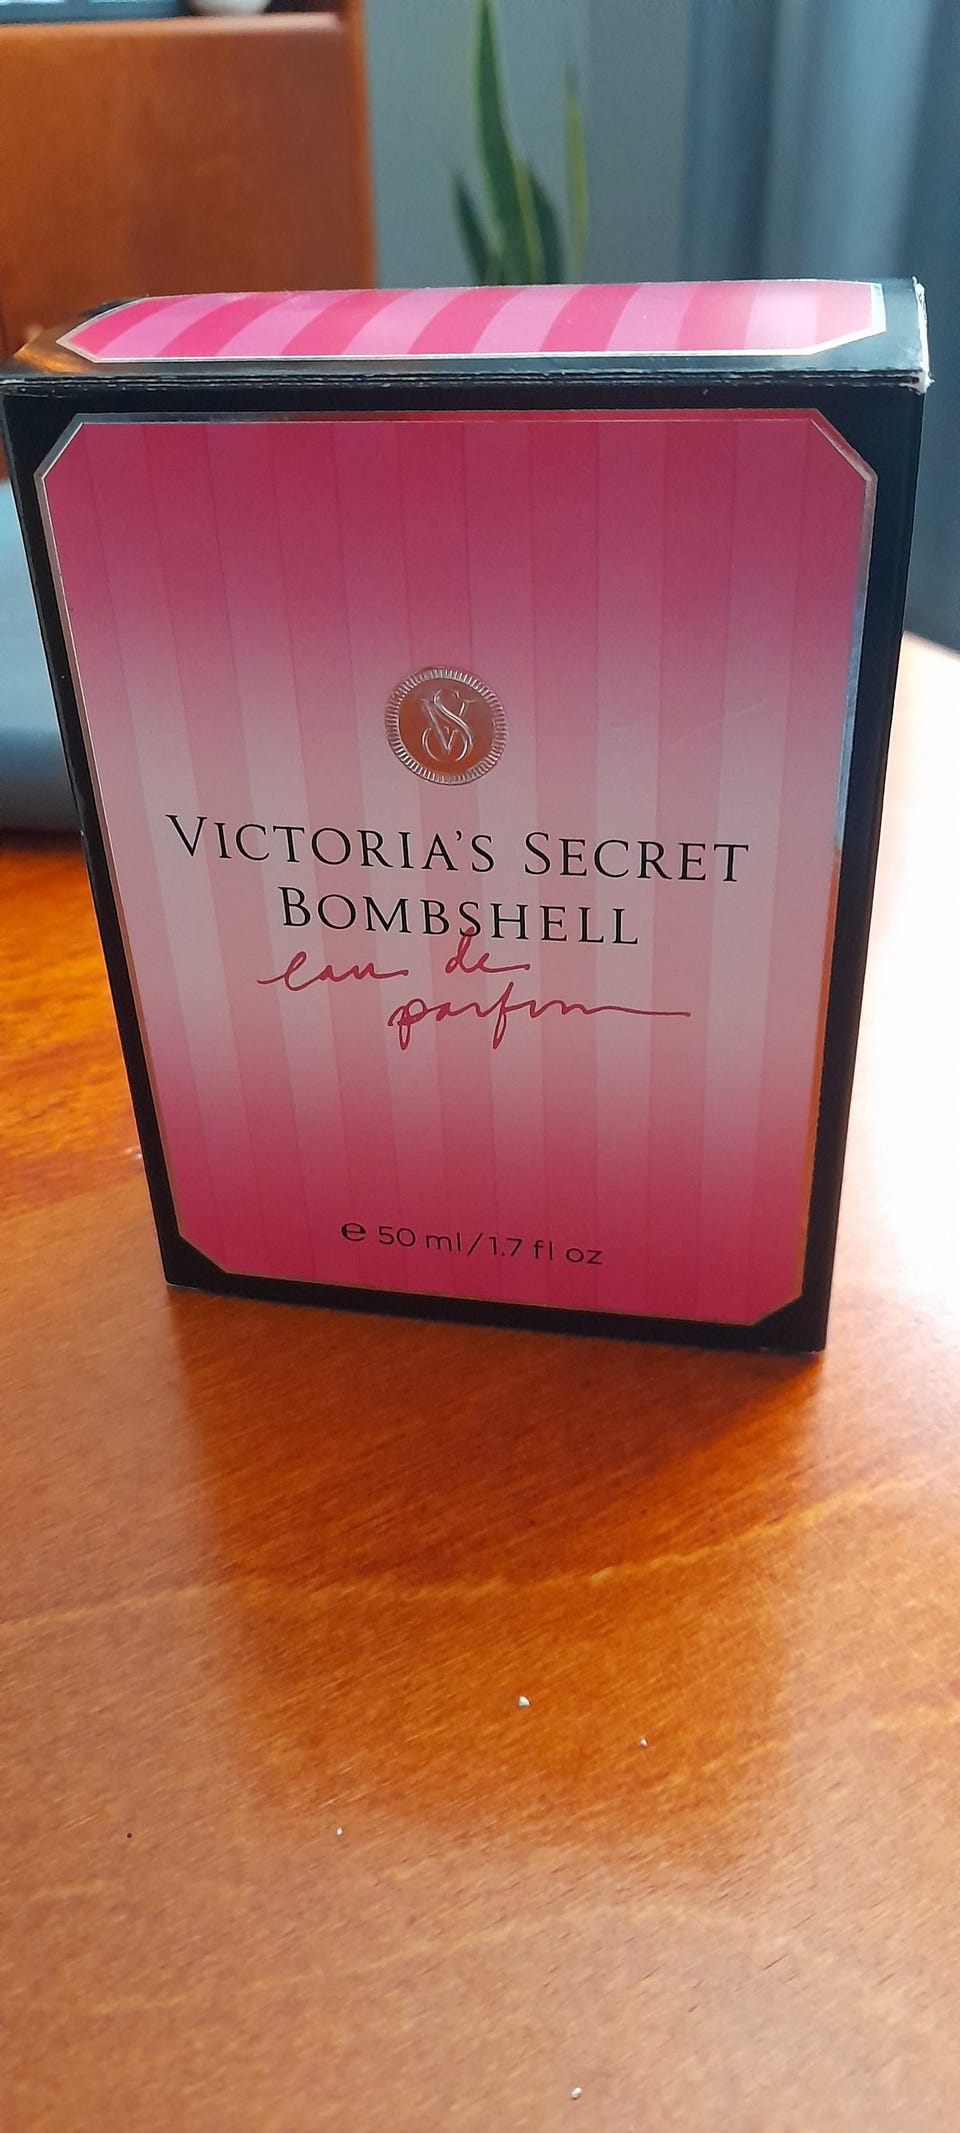 VS
VICTORIA'S SECRET
BOMBSHELL
eau de
parfum
℮ 50 ml/1.7 fl oz